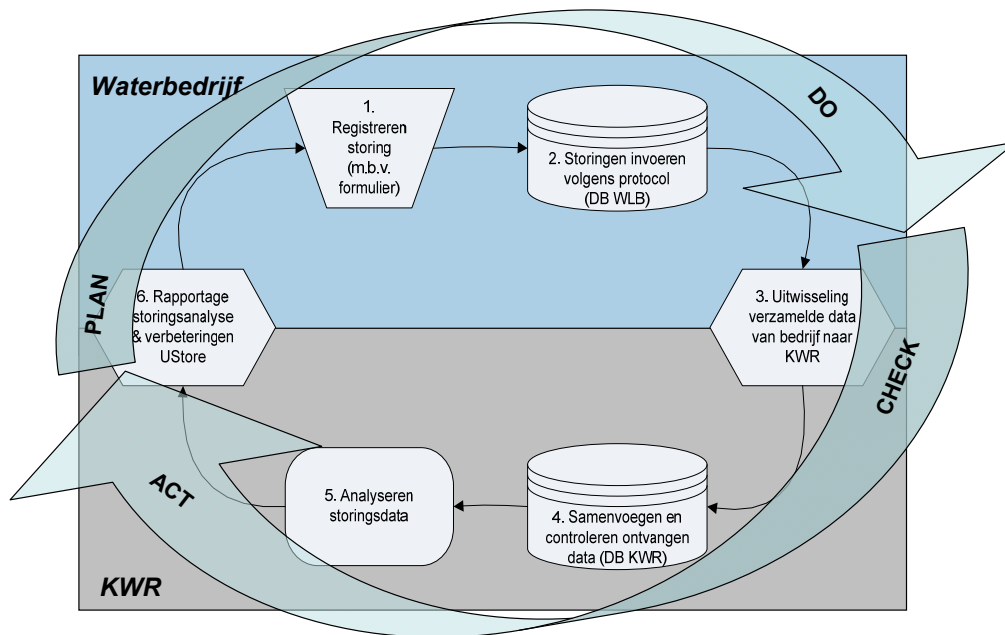 Waterbedrijf
1.
Registreren
storing
(m.b.v.
formulier)
2. Storingen invoeren
volgens protocol
(DB WLB)
DO
PLAN
6. Rapportage
storingsanalyse
& verbeteringen
UStore
3. Uitwisseling
verzamelde data
van bedrijf naar
KWR
CHECK
ACT
5. Analyseren
storingsdata
4. Samenvoegen en
controleren ontvangen
data (DB KWR)
KWR